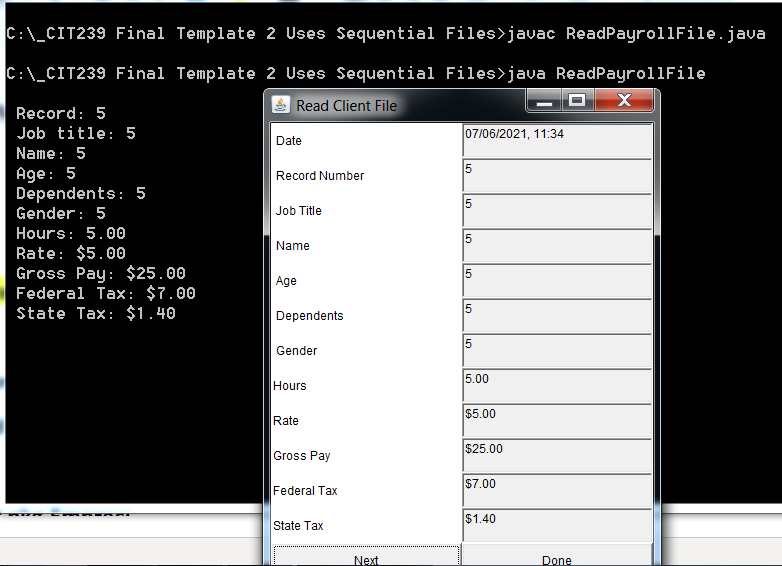 C:\_CIT239 Final Template 2 Uses Sequential Files>javac ReadPayrollFile.java
C:\_CIT239 Final Template 2 Uses Sequential Files>java ReadPayrollFile
Record: 5
Job title: 5
Name: 5
Age: 5
Dependents: 5
Gender: 5
Hours: 5.00
Rate: $5.00
Gross Pay: $25.00
Federal Tax: $7.00
State Tax: $1.40
Read Client File
Date 07/06/2021, 11:34
Record Number 5
Job Title 5
Name 5
Age 5
Dependents 5
Gender 5
Hours 5.00
Rate $5.00
Gross Pay $25.00
Federal Tax $7.00
State Tax $1.40
Next Done